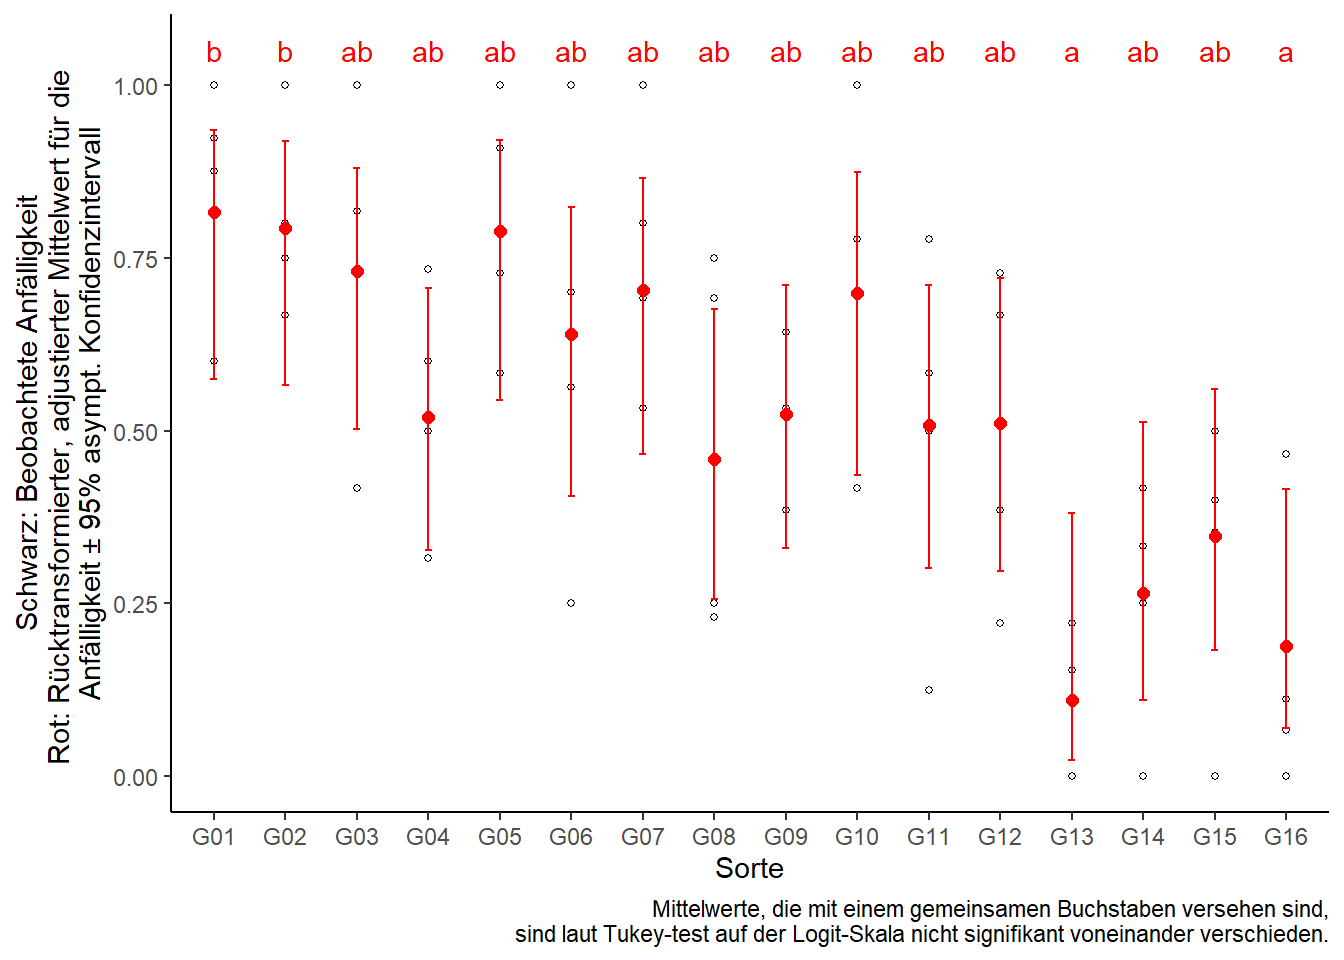 b b ab ab ab ab ab ab ab ab ab ab a ab ab a
Schwarz: Beobachtete Anfälligkeit
Rot: Rücktransformierter, adjustierter Mittelwert für die
Anfälligkeit ± 95% asympt. Konfidenzintervall
1.00
0.75
0.50
0.25
0.00
G01 G02 G03 G04 G05 G06 G07 G08 G09 G10 G11 G12 G13 G14 G15 G16
Sorte
Mittelwerte, die mit einem gemeinsamen Buchstaben versehen sind,
sind laut Tukey-test auf der Logit-Skala nicht signifikant voneinander verschieden.